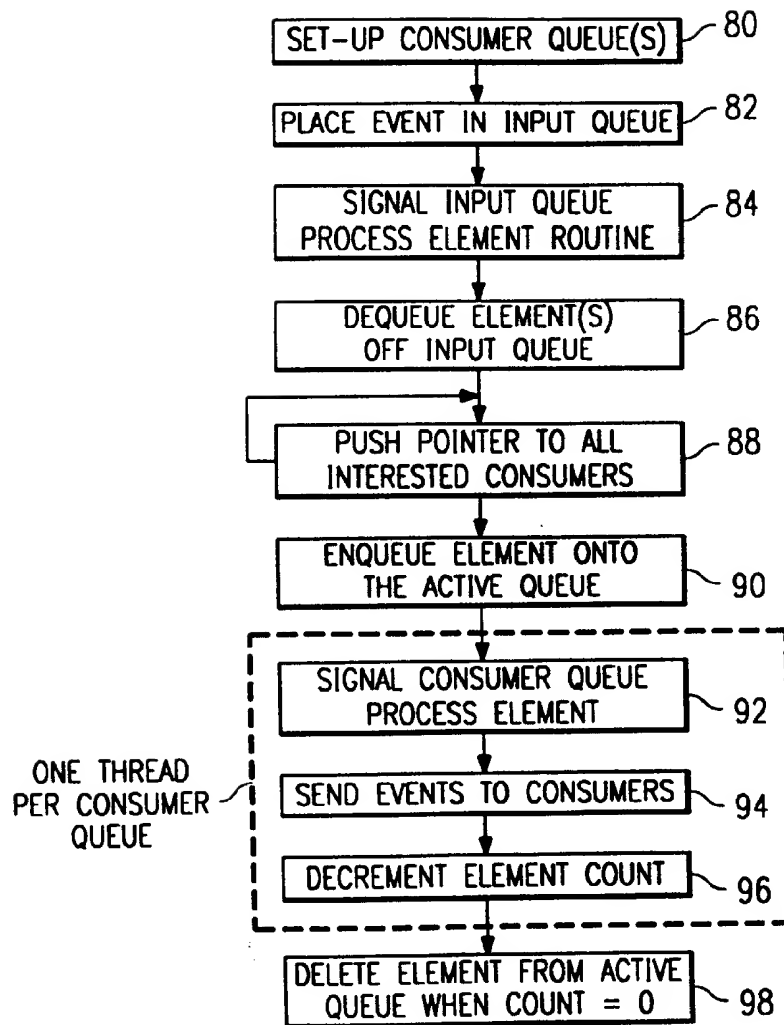 SET-UP CONSUMER QUEUE(S)
80
PLACE EVENT IN INPUT QUEUE
82
SIGNAL INPUT QUEUE
PROCESS ELEMENT ROUTINE
84
DEQUEUE ELEMENT(S)
OFF INPUT QUEUE
86
PUSH POINTER TO ALL
INTERESTED CONSUMERS
88
ENQUEUE ELEMENT ONTO
THE ACTIVE QUEUE
90
SIGNAL CONSUMER QUEUE
PROCESS ELEMENT
92
ONE THREAD
PER CONSUMER
QUEUE
SEND EVENTS TO CONSUMERS
94
DECREMENT ELEMENT COUNT
96
DELETE ELEMENT FROM ACTIVE
QUEUE WHEN COUNT = 0
98